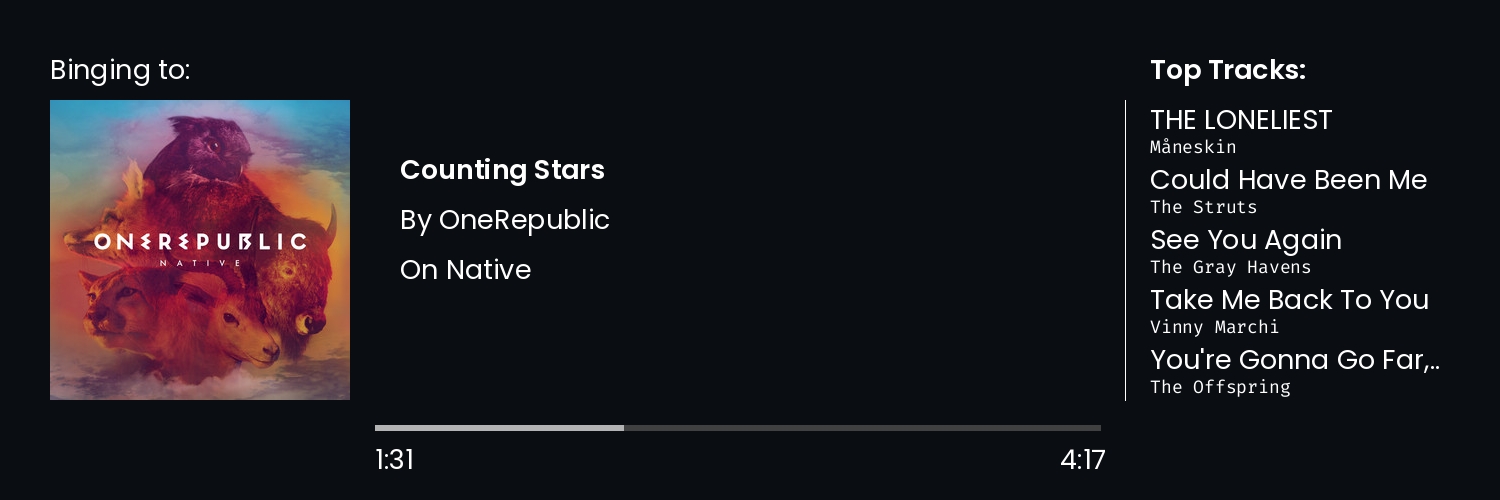 Binging to:
ONEREPUBLIC
NATIVE
Counting Stars
By OneRepublic
On Native
1:31
4:17
Top Tracks:
THE LONELIEST
Måneskin
Could Have Been Me
The Struts
See You Again
The Gray Havens
Take Me Back To You
Vinny Marchi
You're Gonna Go Far,..
The Offspring